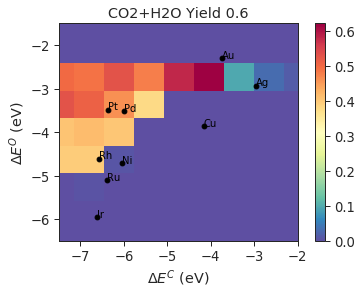 CO2+H2O Yield 0.6
ΔE^O (eV)
−2
−3
−4
−5
−6
Au
Ag
Pt
Pd
Cu
Rh
Ni
Ru
Ir
−7
−6
−5
−4
−3
−2
ΔE^C (eV)
0.6
0.5
0.4
0.3
0.2
0.1
0.0